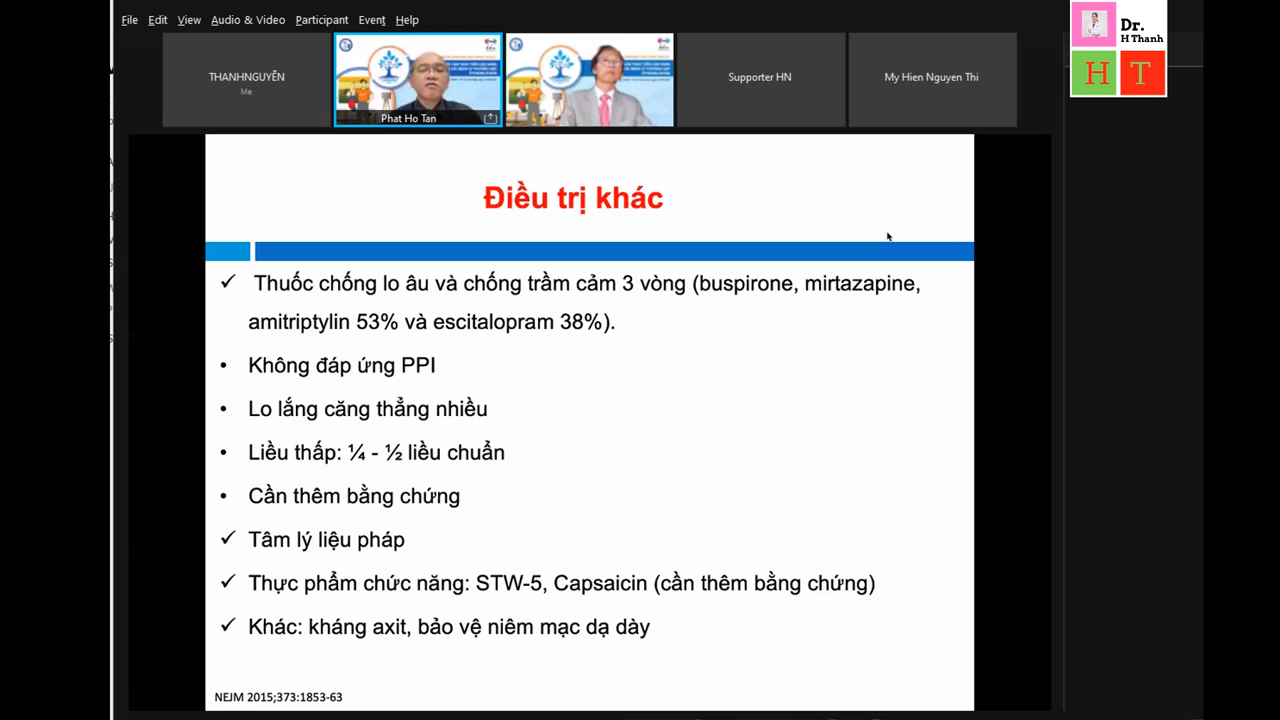 File Edit View Audio & Video Participant Event Help
Dr.
H Thanh
H T
THANHNGUYỄN
Me
Phat Ho Tan
Supporter HN
My Hien Nguyen Thi
Điều trị khác
✓ Thuốc chống lo âu và chống trầm cảm 3 vòng (buspirone, mirtazapine,
amitriptylin 53% và escitalopram 38%).
• Không đáp ứng PPI
• Lo lắng căng thẳng nhiều
• Liều thấp: ¼ - ½ liều chuẩn
• Cần thêm bằng chứng
✓ Tâm lý liệu pháp
✓ Thực phẩm chức năng: STW-5, Capsaicin (cần thêm bằng chứng)
✓ Khác: kháng axit, bảo vệ niêm mạc dạ dày
NEJM 2015;373:1853-63